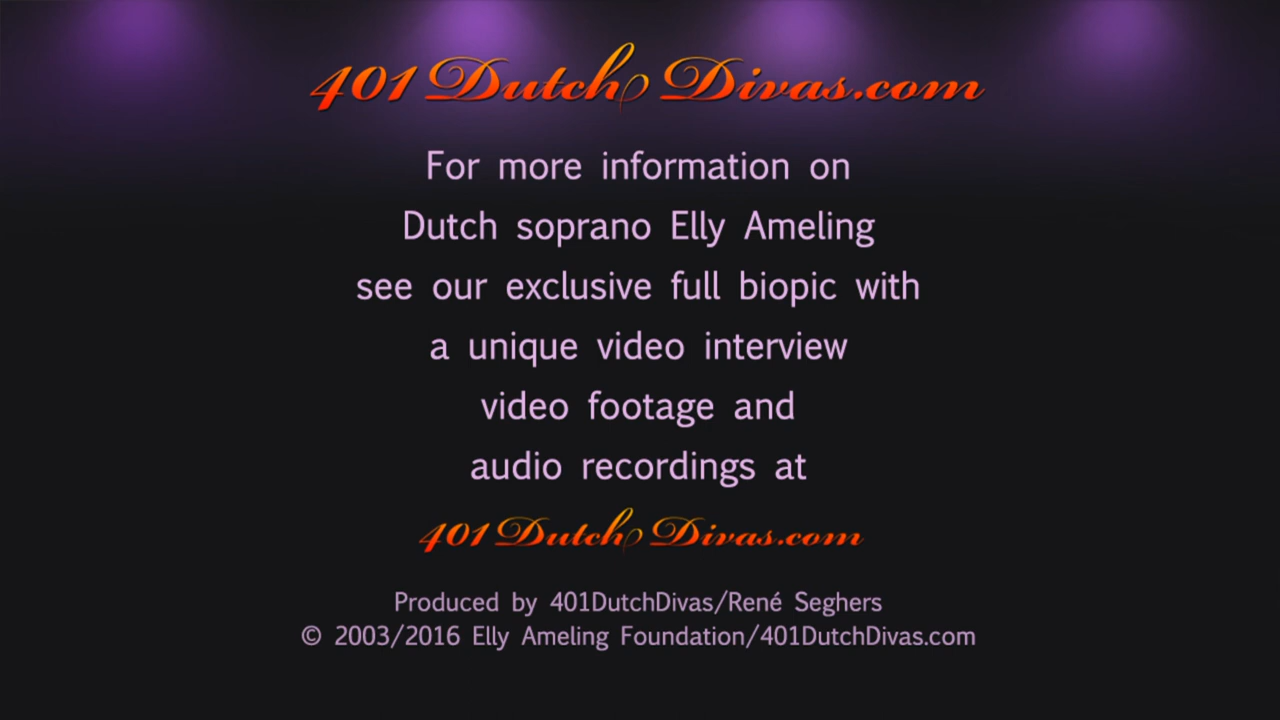 401DutchDivas.com
For more information on
Dutch soprano Elly Ameling
see our exclusive full biopic with
a unique video interview
video footage and
audio recordings at
401DutchDivas.com
Produced by 401DutchDivas/René Seghers
© 2003/2016 Elly Ameling Foundation/401DutchDivas.com